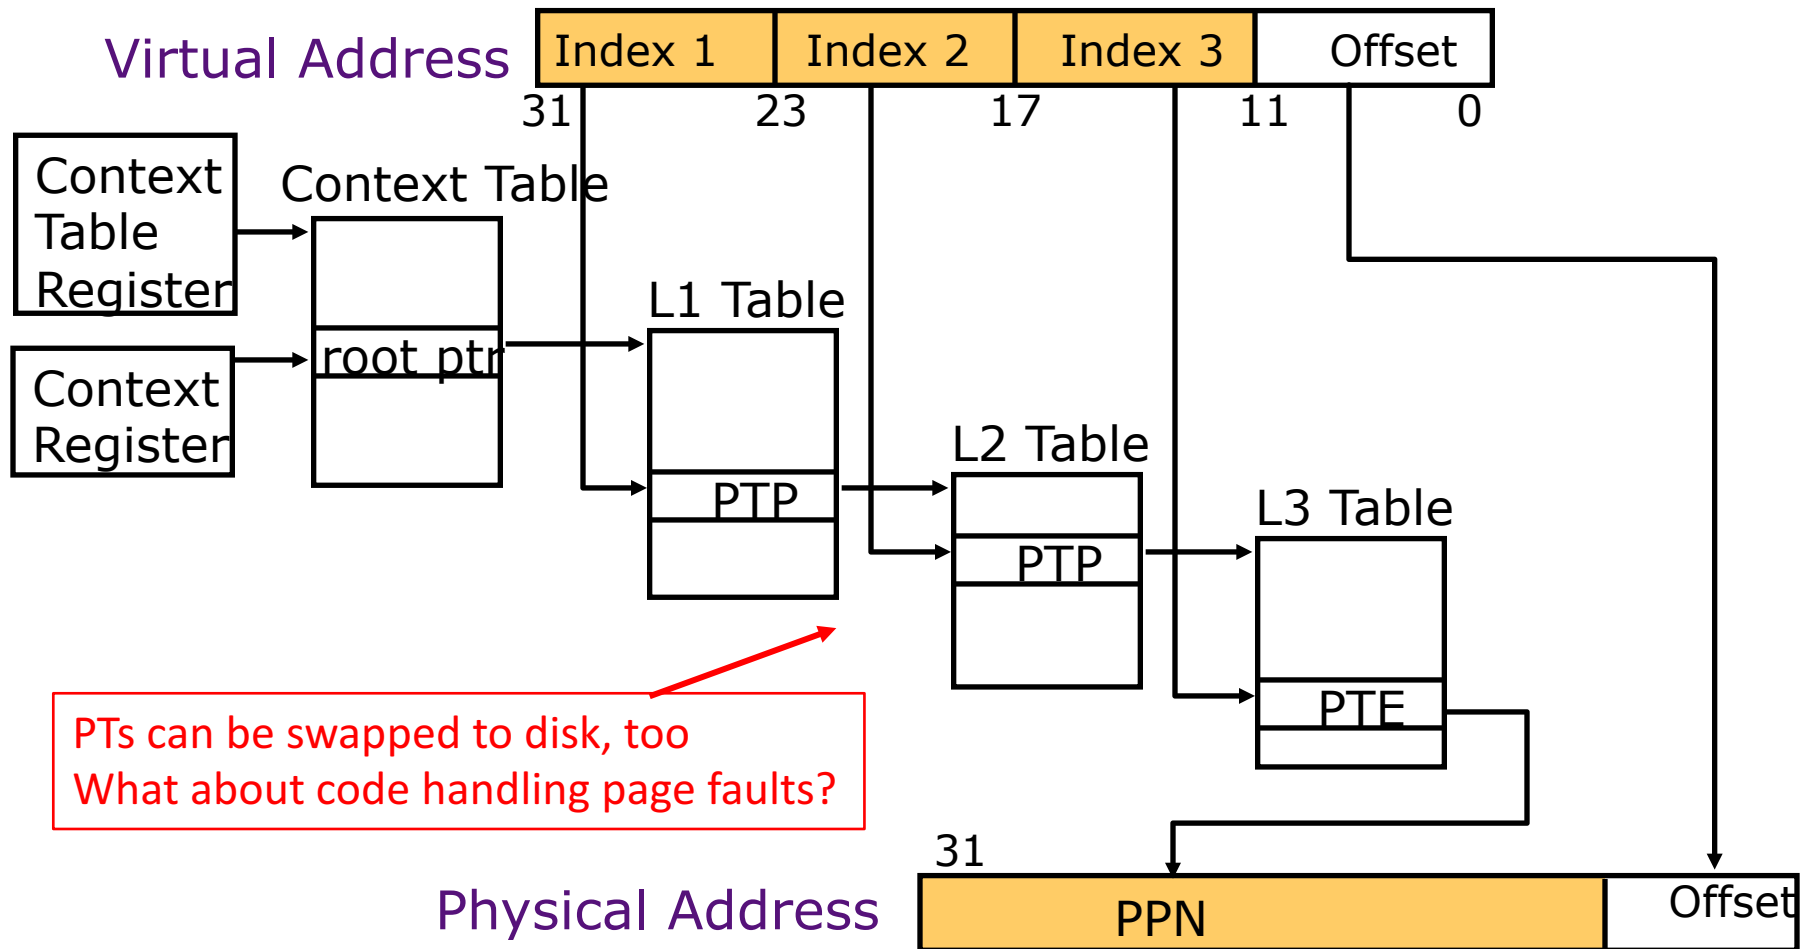 Virtual Address
Index 1
Index 2
Index 3
Offset
31
23
17
11
0
Context
Table
Register
Context Table
root ptr
Context
Register
L1 Table
PTP
L2 Table
PTP
L3 Table
PTE
PTs can be swapped to disk, too
What about code handling page faults?
31
Physical Address
PPN
Offset